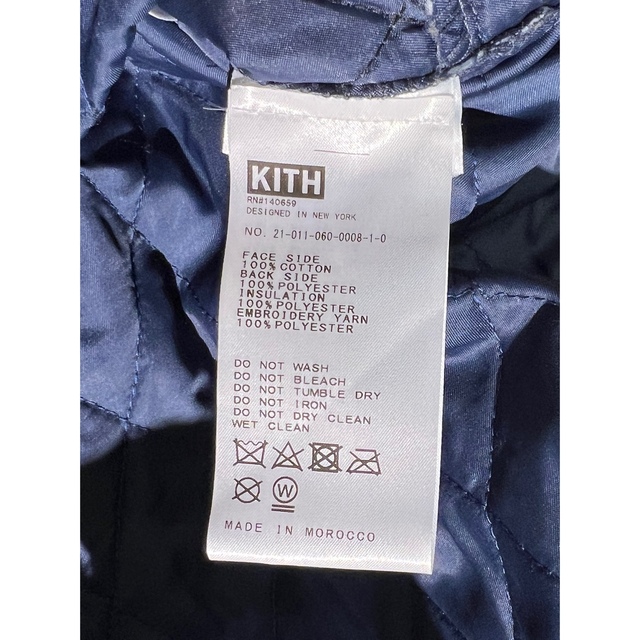 KITH
RN#140659
DESIGNED IN NEW YORK
NO. 21-011-060-0008-1-0
FACE SIDE
100%COTTON
BACK SIDE
100%POLYESTER
INSULATION
100%POLYESTER
EMBROIDERY YARN
100%POLYESTER
DO NOT WASH
DO NOT BLEACH
DO NOT TUMBLE DRY
DO NOT IRON
DO NOT DRY CLEAN
WET CLEAN
W
MADE IN MOROCCO